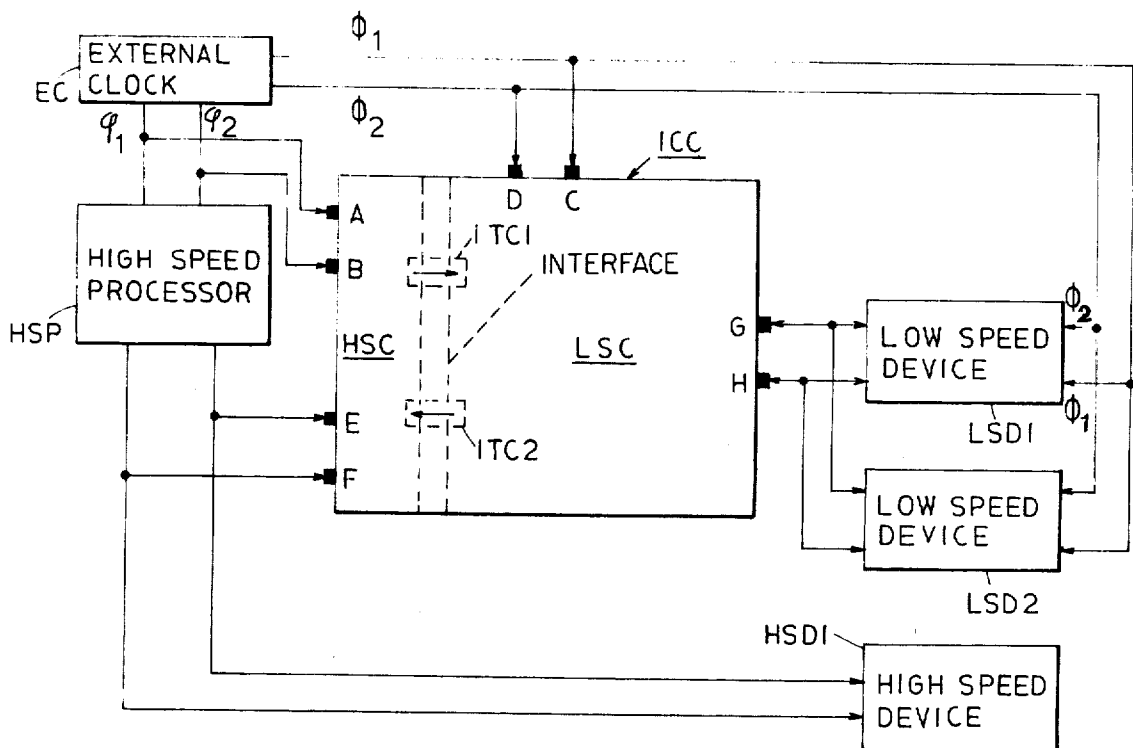 ϕ1
EXTERNAL
CLOCK
EC
φ1
φ2
ϕ2
ICC
D
C
A
B
ITC1
INTERFACE
HIGH SPEED
PROCESSOR
HSP
HSC
LSC
G
H
ϕ2
LOW SPEED
DEVICE
ϕ1
LSD1
E
F
ITC2
LOW SPEED
DEVICE
LSD2
HSD1
HIGH SPEED
DEVICE